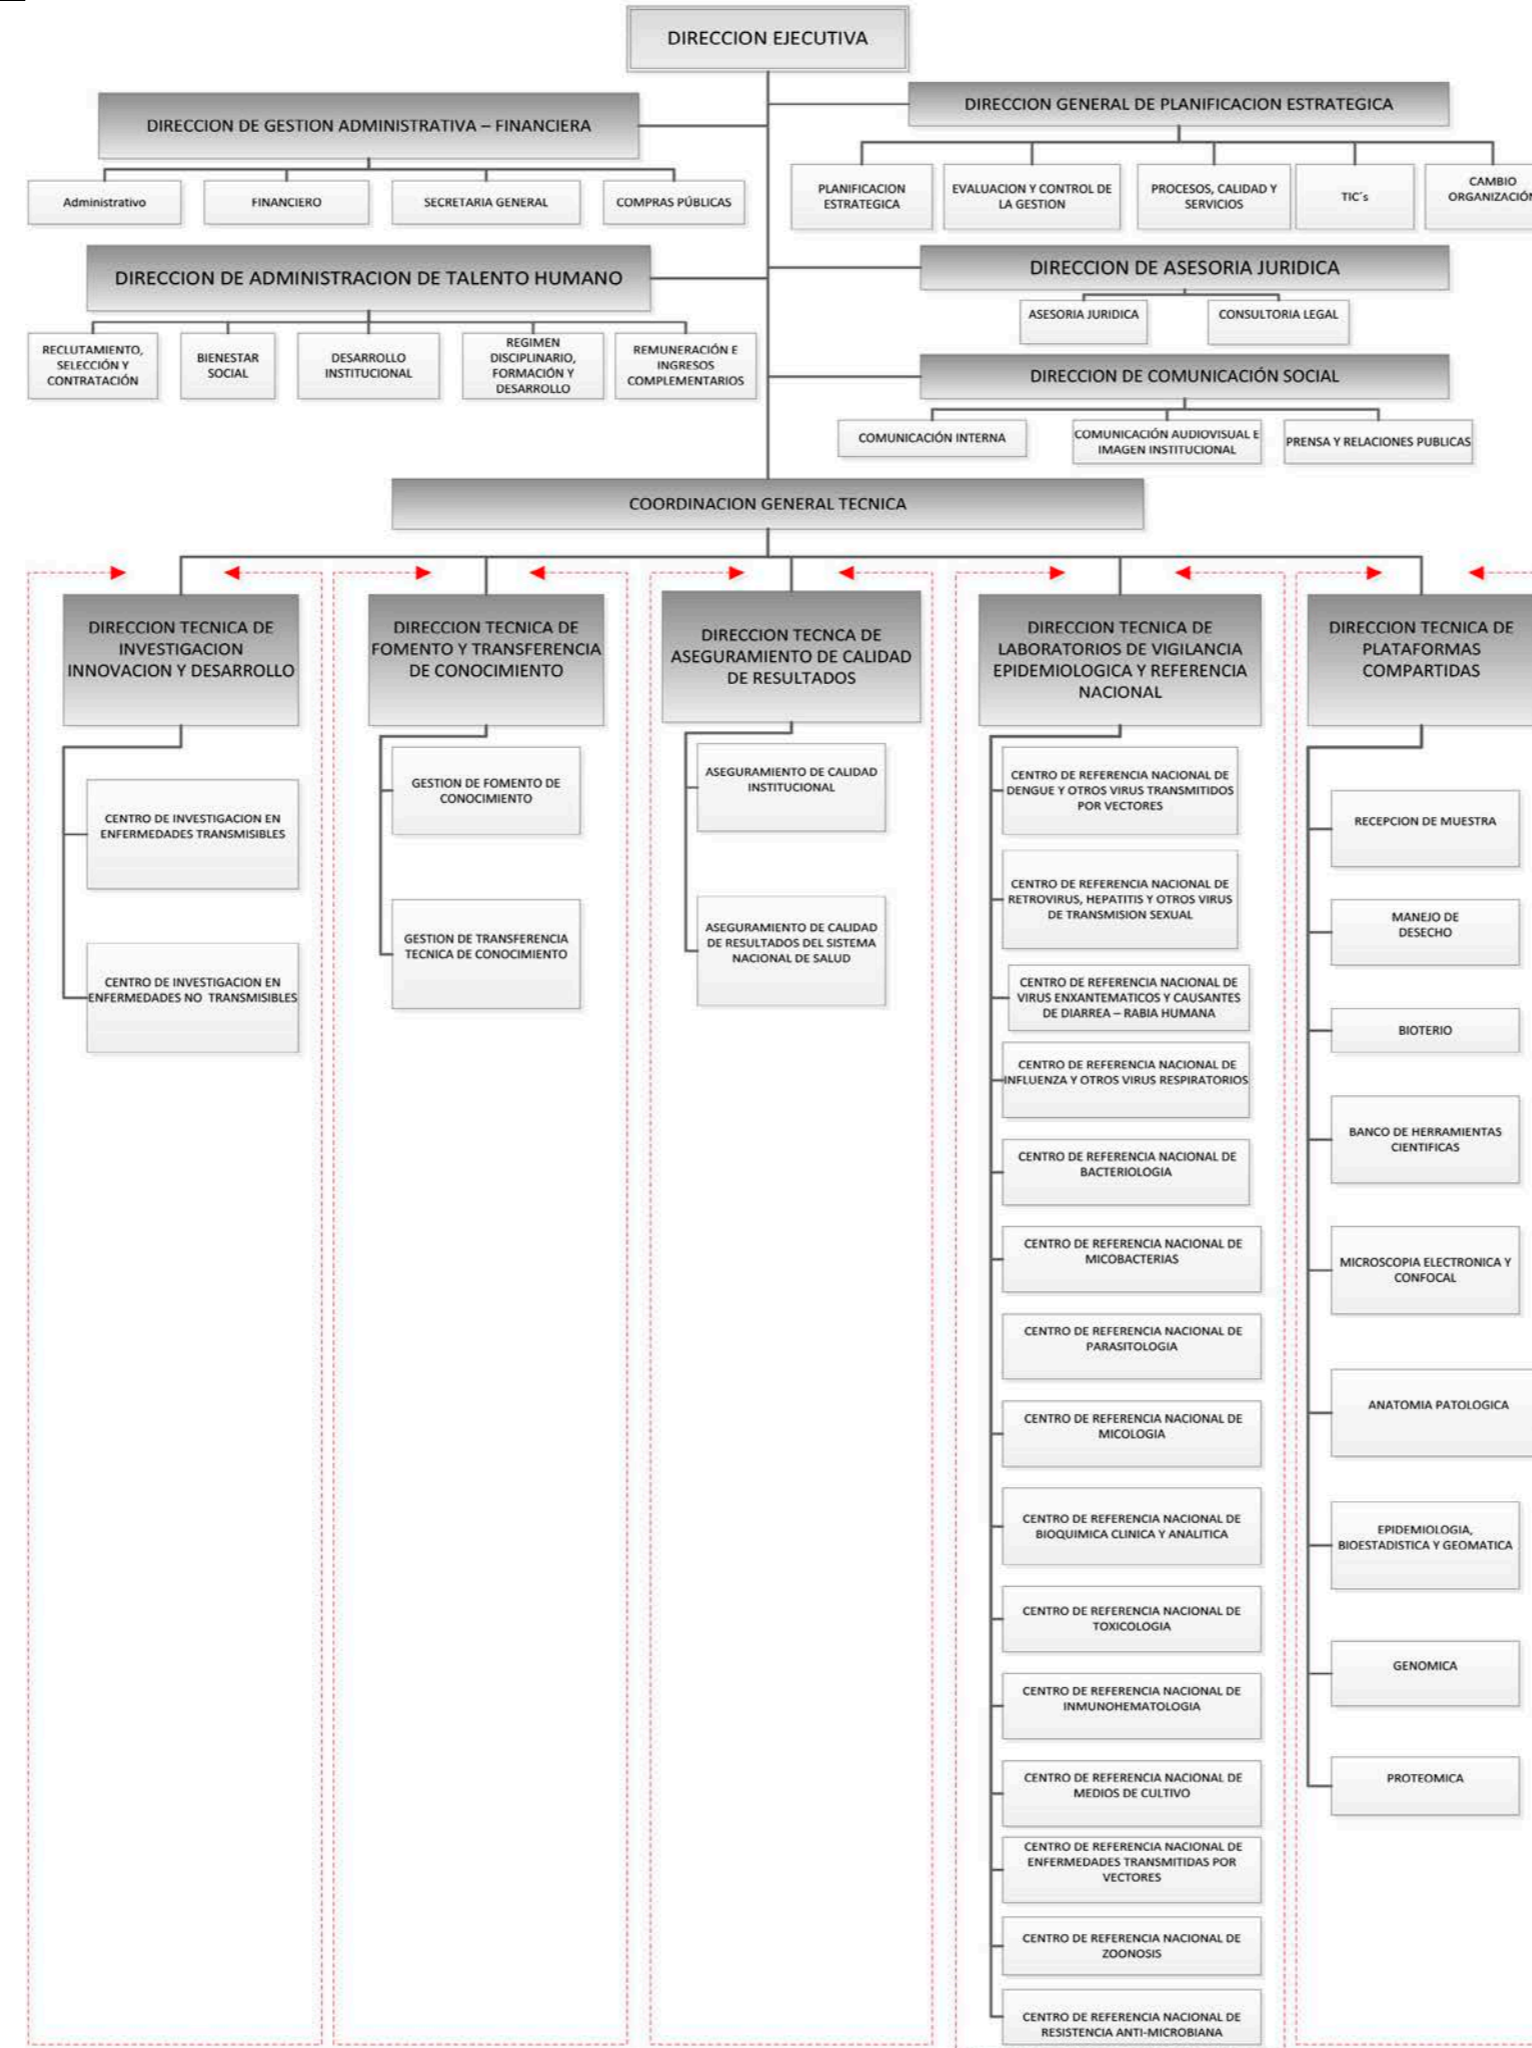 DIRECCION EJECUTIVA
DIRECCION DE GESTION ADMINISTRATIVA – FINANCIERA
Administrativo
FINANCIERO
SECRETARIA GENERAL
COMPRAS PÚBLICAS
DIRECCION GENERAL DE PLANIFICACION ESTRATEGICA
PLANIFICACION
ESTRATEGICA
EVALUACION Y CONTROL DE
LA GESTION
PROCESOS, CALIDAD Y
SERVICIOS
TIC´s
CAMBIO
ORGANIZACIÓN
DIRECCION DE ADMINISTRACION DE TALENTO HUMANO
RECLUTAMIENTO,
SELECCIÓN Y
CONTRATACIÓN
BIENESTAR
SOCIAL
DESARROLLO
INSTITUCIONAL
REGIMEN
DISCIPLINARIO,
FORMACIÓN Y
DESARROLLO
REMUNERACIÓN E
INGRESOS
COMPLEMENTARIOS
DIRECCION DE ASESORIA JURIDICA
ASESORIA JURIDICA
CONSULTORIA LEGAL
DIRECCION DE COMUNICACIÓN SOCIAL
COMUNICACIÓN INTERNA
COMUNICACIÓN AUDIOVISUAL E
IMAGEN INSTITUCIONAL
PRENSA Y RELACIONES PUBLICAS
COORDINACION GENERAL TECNICA
DIRECCION TECNICA DE
INVESTIGACION
INNOVACION Y DESARROLLO
CENTRO DE INVESTIGACION EN
ENFERMEDADES TRANSMISIBLES
CENTRO DE INVESTIGACION EN
ENFERMEDADES NO TRANSMISIBLES
DIRECCION TECNICA DE
FOMENTO Y TRANSFERENCIA
DE CONOCIMIENTO
GESTION DE FOMENTO DE
CONOCIMIENTO
GESTION DE TRANSFERENCIA
TECNICA DE CONOCIMIENTO
DIRECCION TECNCA DE
ASEGURAMIENTO DE CALIDAD
DE RESULTADOS
ASEGURAMIENTO DE CALIDAD
INSTITUCIONAL
ASEGURAMIENTO DE CALIDAD
DE RESULTADOS DEL SISTEMA
NACIONAL DE SALUD
DIRECCION TECNICA DE
LABORATORIOS DE VIGILANCIA
EPIDEMIOLOGICA Y REFERENCIA
NACIONAL
CENTRO DE REFERENCIA NACIONAL DE
DENGUE Y OTROS VIRUS TRANSMITIDOS
POR VECTORES
CENTRO DE REFERENCIA NACIONAL DE
RETROVIRUS, HEPATITIS Y OTROS VIRUS
DE TRANSMISION SEXUAL
CENTRO DE REFERENCIA NACIONAL DE
VIRUS ENXANTEMATICOS Y CAUSANTES
DE DIARREA – RABIA HUMANA
CENTRO DE REFERENCIA NACIONAL DE
INFLUENZA Y OTROS VIRUS RESPIRATORIOS
CENTRO DE REFERENCIA NACIONAL DE
BACTERIOLOGIA
CENTRO DE REFERENCIA NACIONAL DE
MICOBACTERIAS
CENTRO DE REFERENCIA NACIONAL DE
PARASITOLOGIA
CENTRO DE REFERENCIA NACIONAL DE
MICOLOGIA
CENTRO DE REFERENCIA NACIONAL DE
BIOQUIMICA CLINICA Y ANALITICA
CENTRO DE REFERENCIA NACIONAL DE
TOXICOLOGIA
CENTRO DE REFERENCIA NACIONAL DE
INMUNOHEMATOLOGIA
CENTRO DE REFERENCIA NACIONAL DE
MEDIOS DE CULTIVO
CENTRO DE REFERENCIA NACIONAL DE
ENFERMEDADES TRANSMITIDAS POR
VECTORES
CENTRO DE REFERENCIA NACIONAL DE
ZOONOSIS
CENTRO DE REFERENCIA NACIONAL DE
RESISTENCIA ANTI-MICROBIANA
DIRECCION TECNICA DE
PLATAFORMAS
COMPARTIDAS
RECEPCION DE MUESTRA
MANEJO DE
DESECHO
BIOTERIO
BANCO DE HERRAMIENTAS
CIENTIFICAS
MICROSCOPIA ELECTRONICA Y
CONFOCAL
ANATOMIA PATOLOGICA
EPIDEMIOLOGIA,
BIOESTADISTICA Y GEOMATICA
GENOMICA
PROTEOMICA